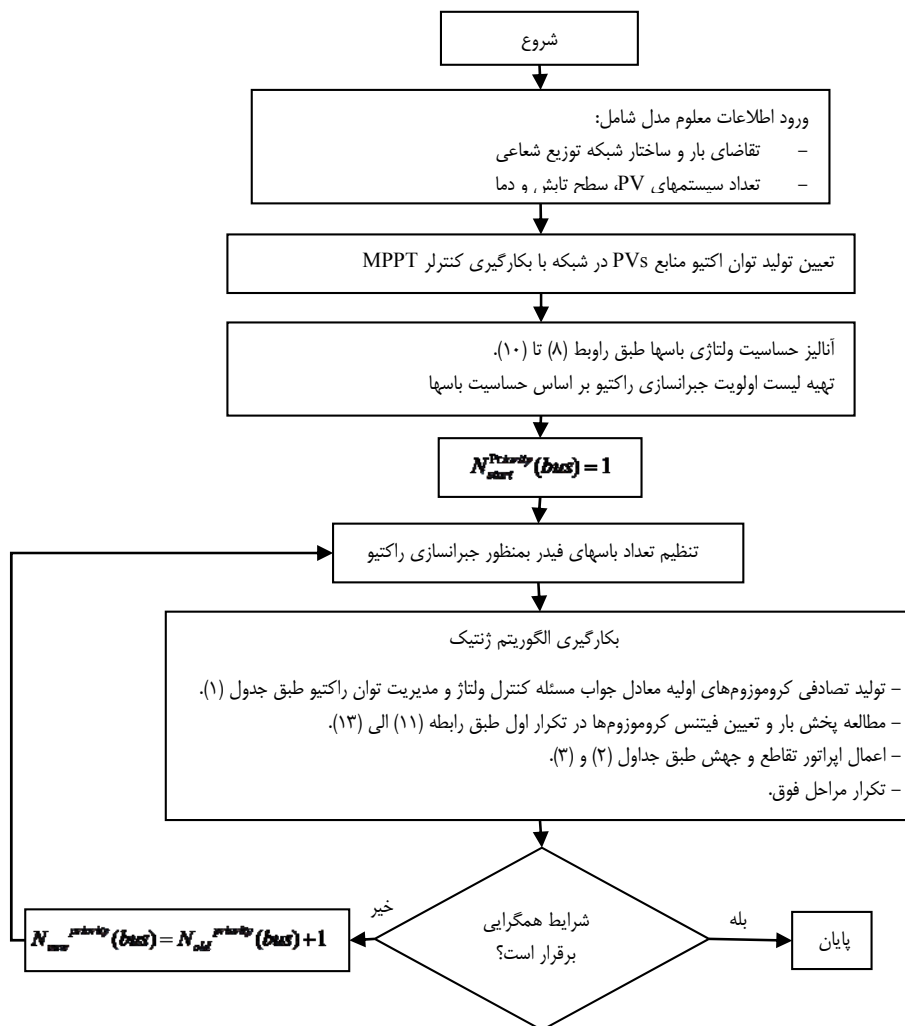 شروع
ورود اطلاعات معلوم مدل شامل:
- تقاضای بار و ساختار شبکه توزیع شعاعی
- تعداد سیستمهای PV، سطح تابش و دما
تعیین تولید توان اکتیو منابع PVs در شبکه با بکارگیری کنترلر MPPT
آنالیز حساسیت ولتاژی باسها طبق راوبط (۸) تا (۱۰).
تهیه لیست اولویت جبرانسازی راکتیو بر اساس حساسیت باسها
N_start^Priority(bus) = 1
تنظیم تعداد باسهای فیدر بمنظور جبرانسازی راکتیو
بکارگیری الگوریتم ژنتیک
- تولید تصادفی کروموزوم‌های اولیه معادل جواب مسئله کنترل ولتاژ و مدیریت توان راکتیو طبق جدول (۱).
- مطالعه پخش بار و تعیین فیتنس کروموزوم‌ها در تکرار اول طبق رابطه (۱۱) الی (۱۳).
- اعمال اپراتور تقاطع و جهش طبق جداول (۲) و (۳).
- تکرار مراحل فوق.
شرایط همگرایی
برقرار است؟
بله
پایان
خیر
N_new^priority(bus) = N_old^priority(bus) + 1